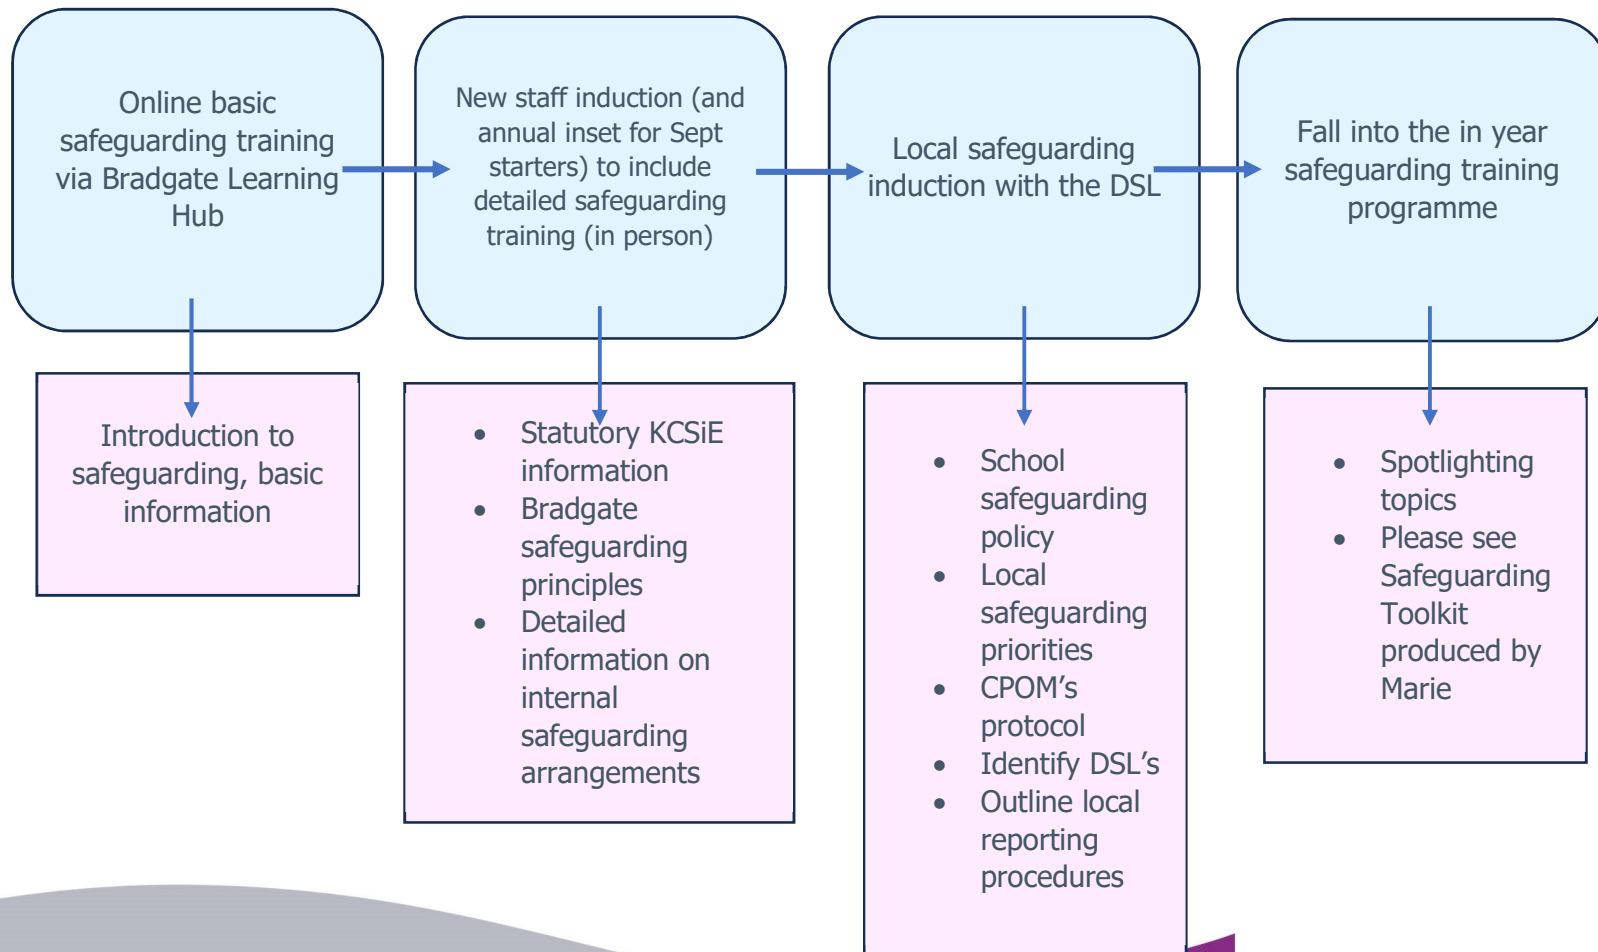 Online basic
safeguarding training
via Bradgate Learning
Hub
New staff induction (and
annual inset for Sept
starters) to include
detailed safeguarding
training (in person)
Local safeguarding
induction with the DSL
Fall into the in year
safeguarding training
programme
Introduction to
safeguarding, basic
information
• Statutory KCSiE
information
• Bradgate
safeguarding
principles
• Detailed
information on
internal
safeguarding
arrangements
• School
safeguarding
policy
• Local
safeguarding
priorities
• CPOM’s
protocol
• Identify DSL’s
• Outline local
reporting
procedures
• Spotlighting
topics
• Please see
Safeguarding
Toolkit
produced by
Marie